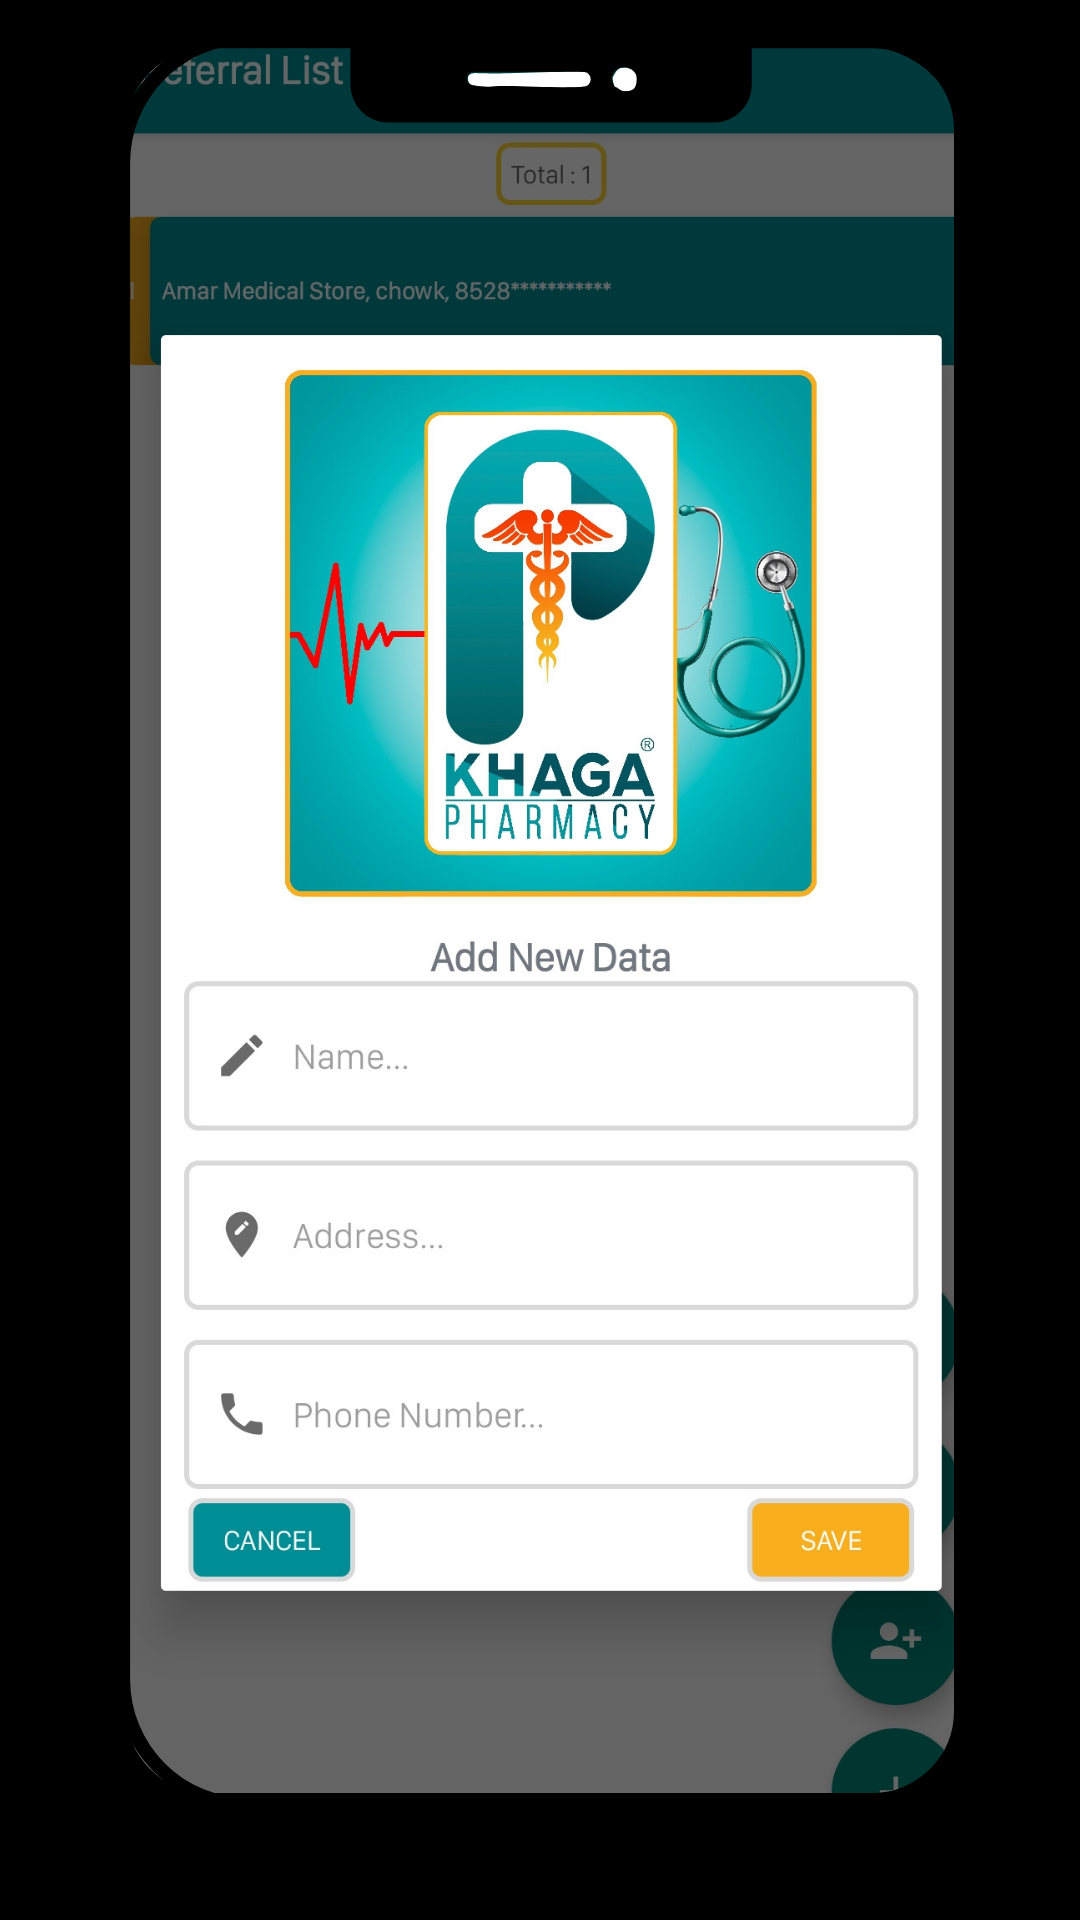 eferral List
Total : 1
1
Amar Medical Store, chowk, 8528***********
®
KHAGA
PHARMACY
Add New Data
Name...
Address...
Phone Number...
CANCEL
SAVE